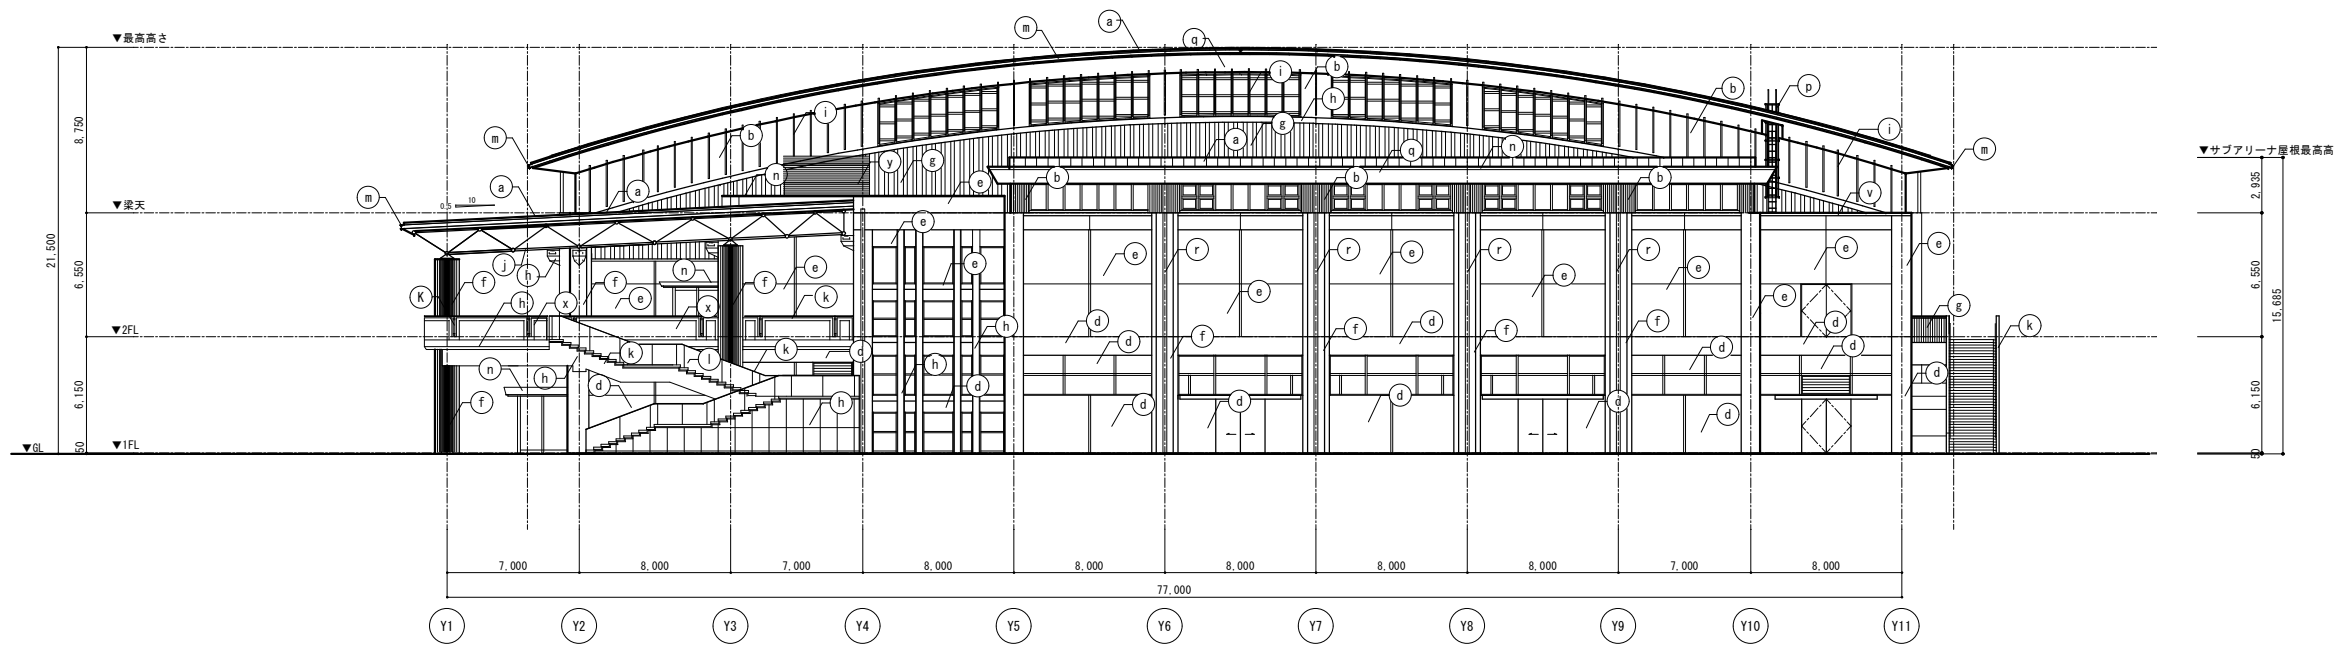 a
m
q
▼最高高さ
i
b
b
p
8,750
h
m
i
b
g
i
m
a
▼サブアリーナ屋根最高高
y
g
q
n
n
e
b
b
b
v
2,935
m
a
a
10
0.5
▼梁天
21,500
e
e
e
e
e
r
r
r
r
e
e
e
j
h
n
e
e
e
6,550
6,550
15,685
K
f
f
f
h
x
e
x
k
e
e
e
g
▼2FL
h
d
d
d
d
k
f
f
f
f
k
l
k
d
d
d
d
n
h
d
h
d
d
6,150
6,150
f
h
d
d
d
d
d
▼GL
▼1FL
50
50
7,000
8,000
7,000
8,000
8,000
8,000
8,000
8,000
7,000
8,000
77,000
Y1
Y2
Y3
Y4
Y5
Y6
Y7
Y8
Y9
Y10
Y11